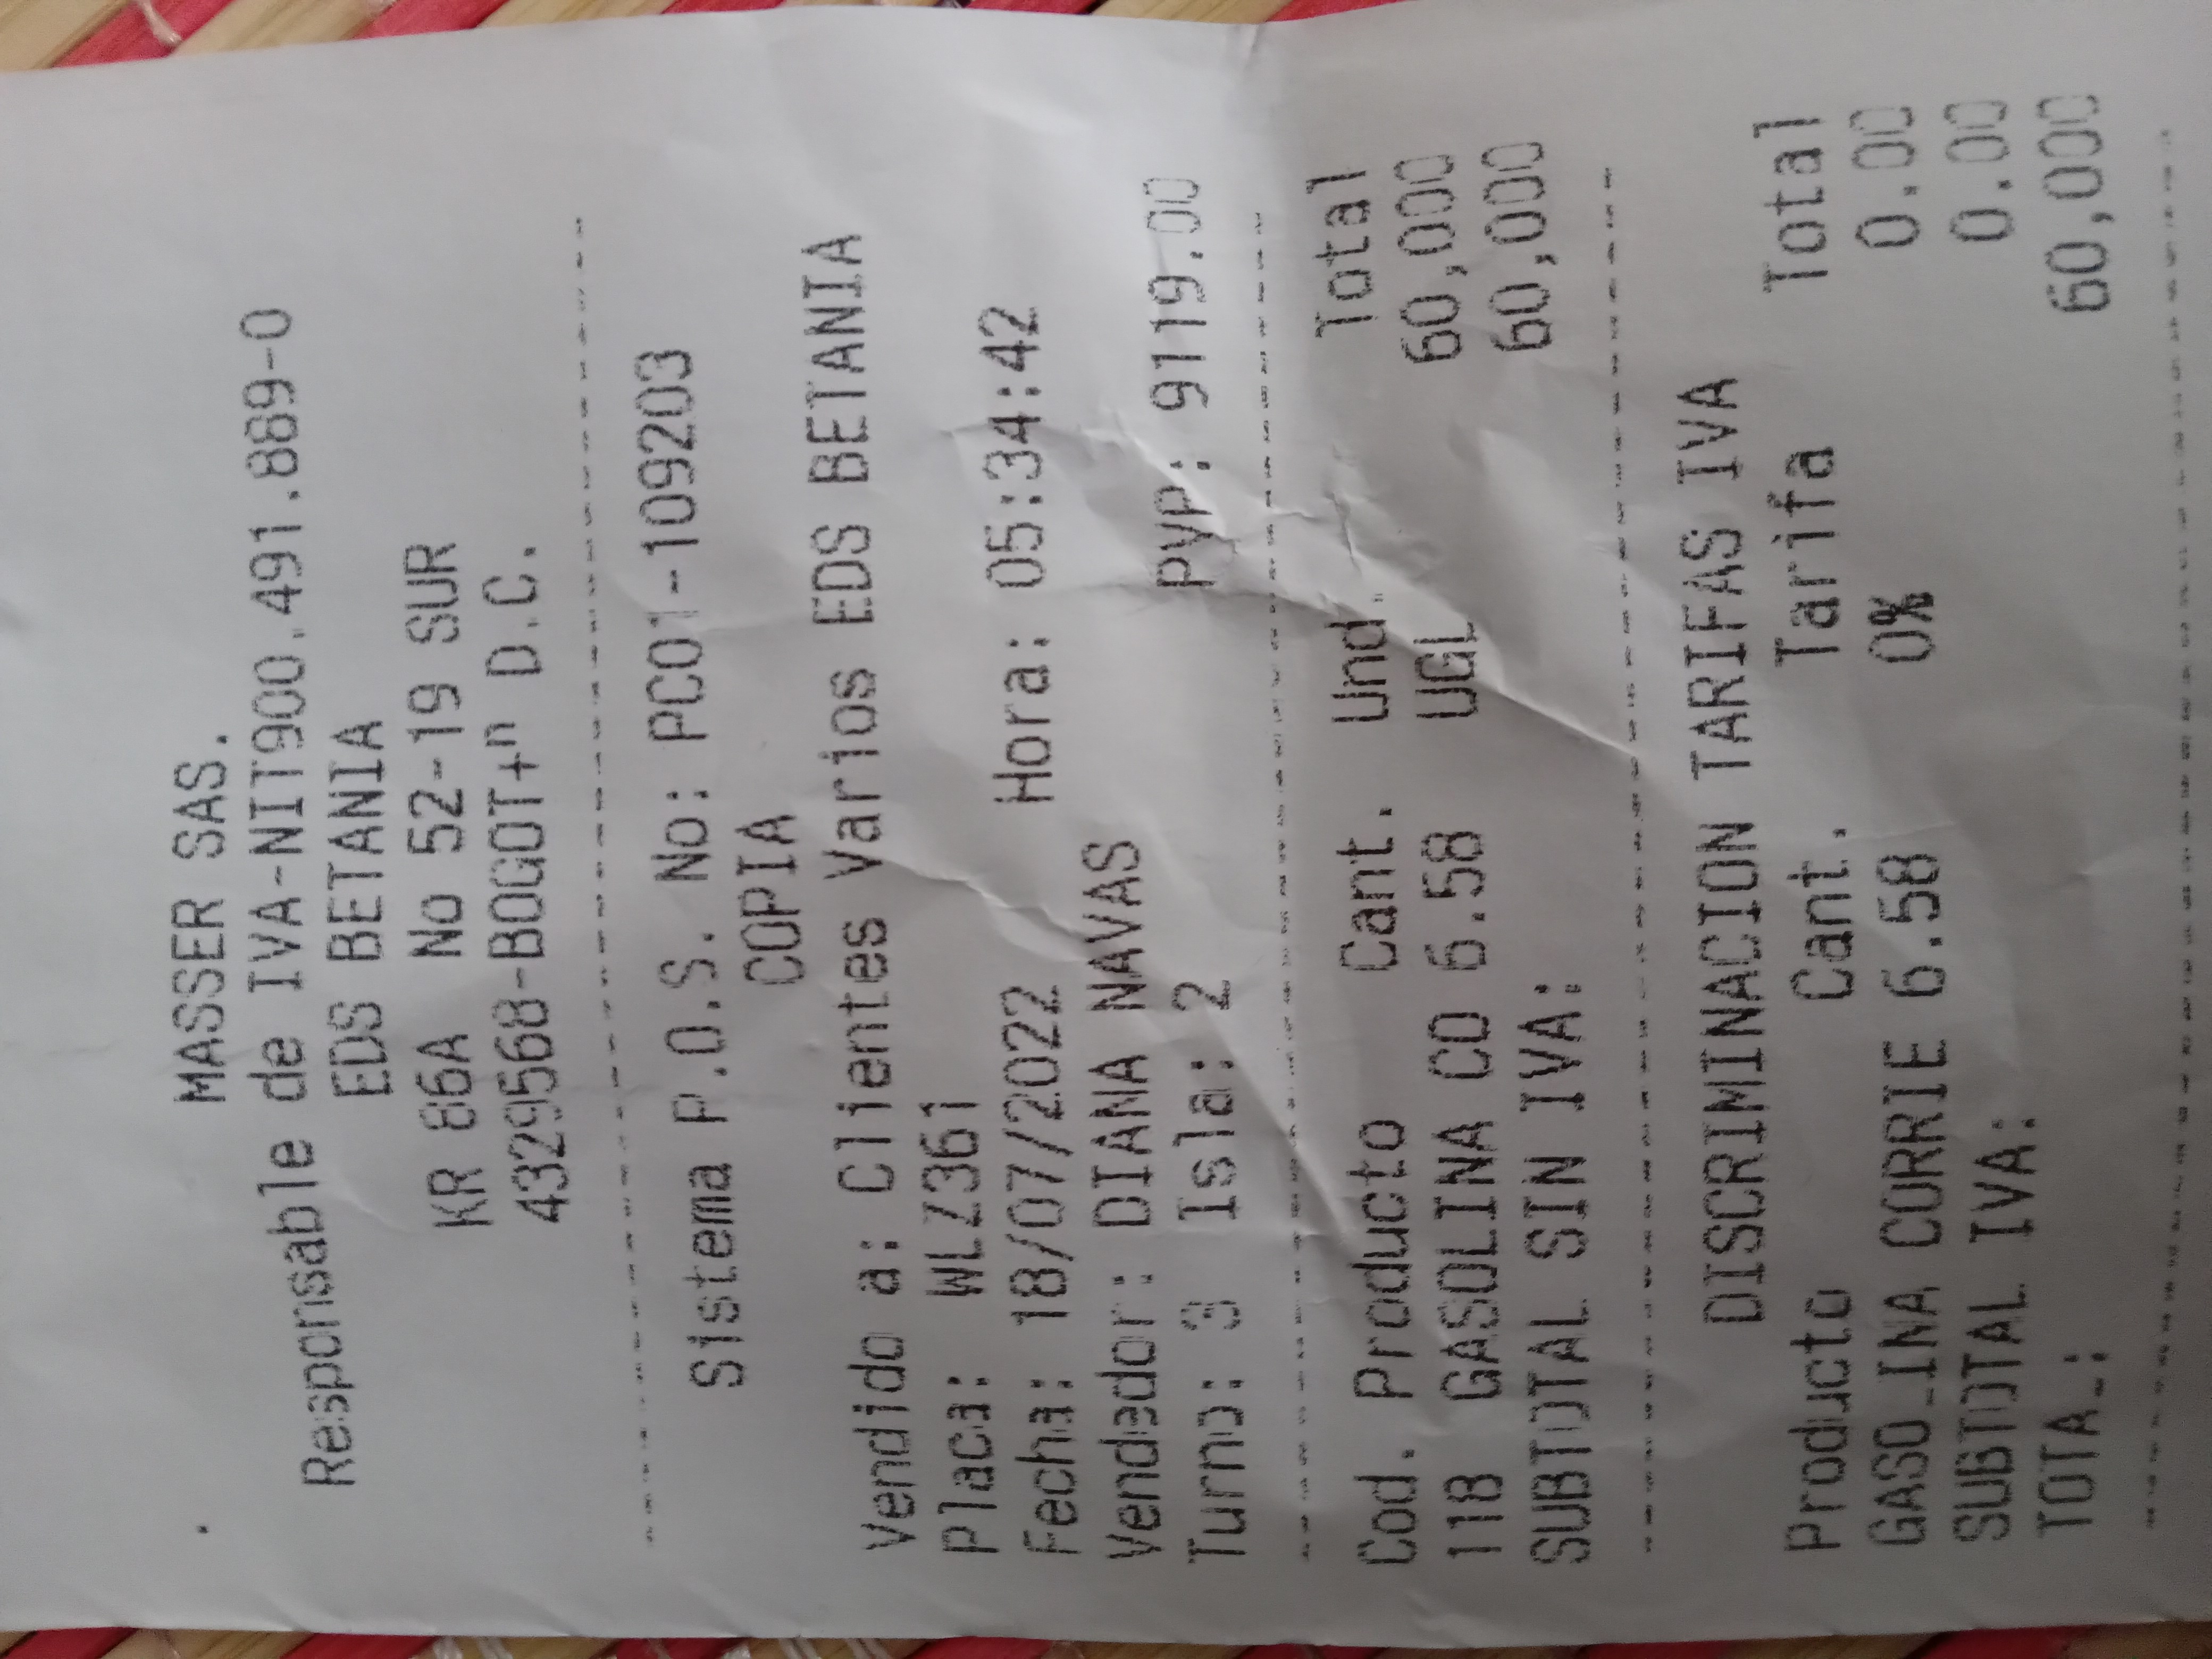 MASSER SAS.
Responsable de IVA-NIT900.491.889-0
EDS BETANIA
KR 86A No 52-19 SUR
4329568-BOGOT+n D.C.
Sistema P.O.S. No: PC01-109203
COPIA
Vendido a: Clientes Varios EDS BETANIA
Placa: WLZ361
Fecha: 18/07/2022 Hora: 05:34:42
Vendedor: DIANA NAVAS
Turno: 3 Isla: 2 PVP: 9119.00
Cod. Producto Cant. Und. Total
118 GASOLINA CO 6.58 UGL 60,000
SUBTOTAL SIN IVA: 60,000
DISCRIMINACION TARIFAS IVA
Producto Cant. Tarifa Total
GASOLINA CORRIE 6.58 0% 0.00
SUBTOTAL IVA: 0.00
TOTAL: 60,000